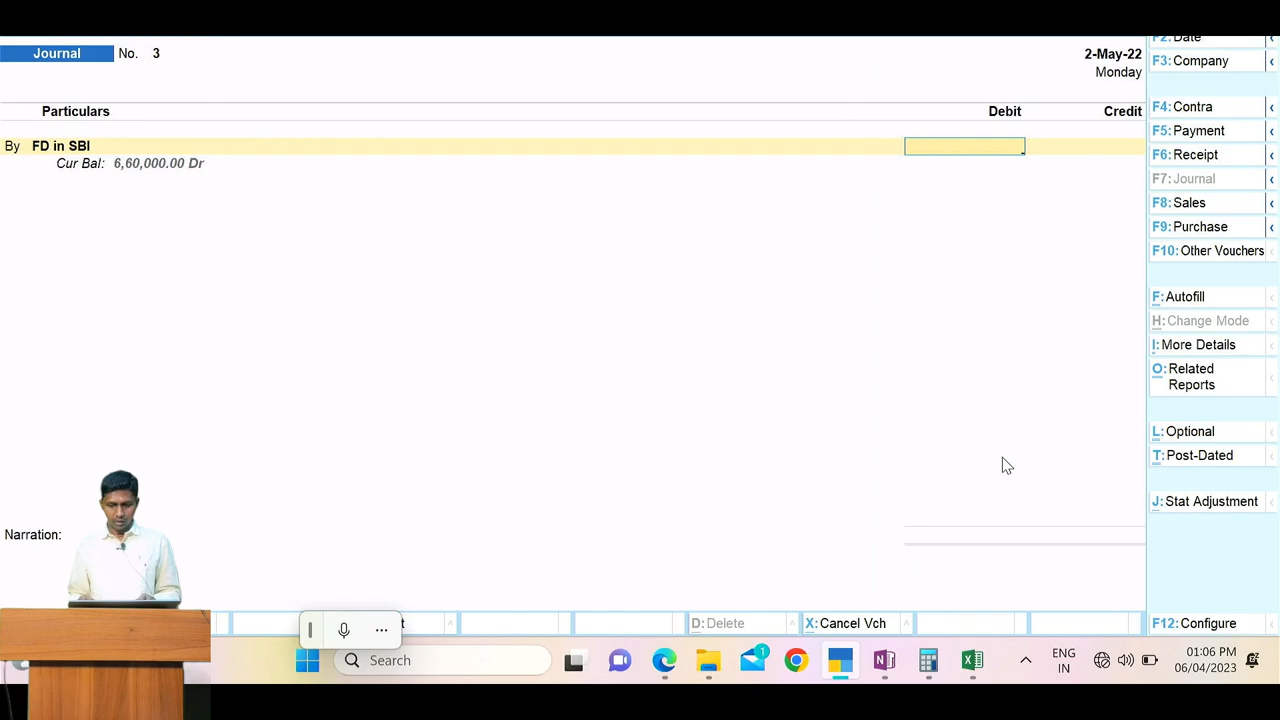 F2: Date
Journal No. 3
2-May-22
Monday
F3: Company
Particulars Debit Credit
F4: Contra
F5: Payment
By FD in SBI
Cur Bal: 6,60,000.00 Dr
F6: Receipt
F7: Journal
F8: Sales
F9: Purchase
F10: Other Vouchers
F: Autofill
H: Change Mode
I: More Details
O: Related
Reports
L: Optional
T: Post-Dated
J: Stat Adjustment
Narration:
D: Delete
X: Cancel Vch
F12: Configure
Search
1
ENG
IN
01:06 PM
06/04/2023